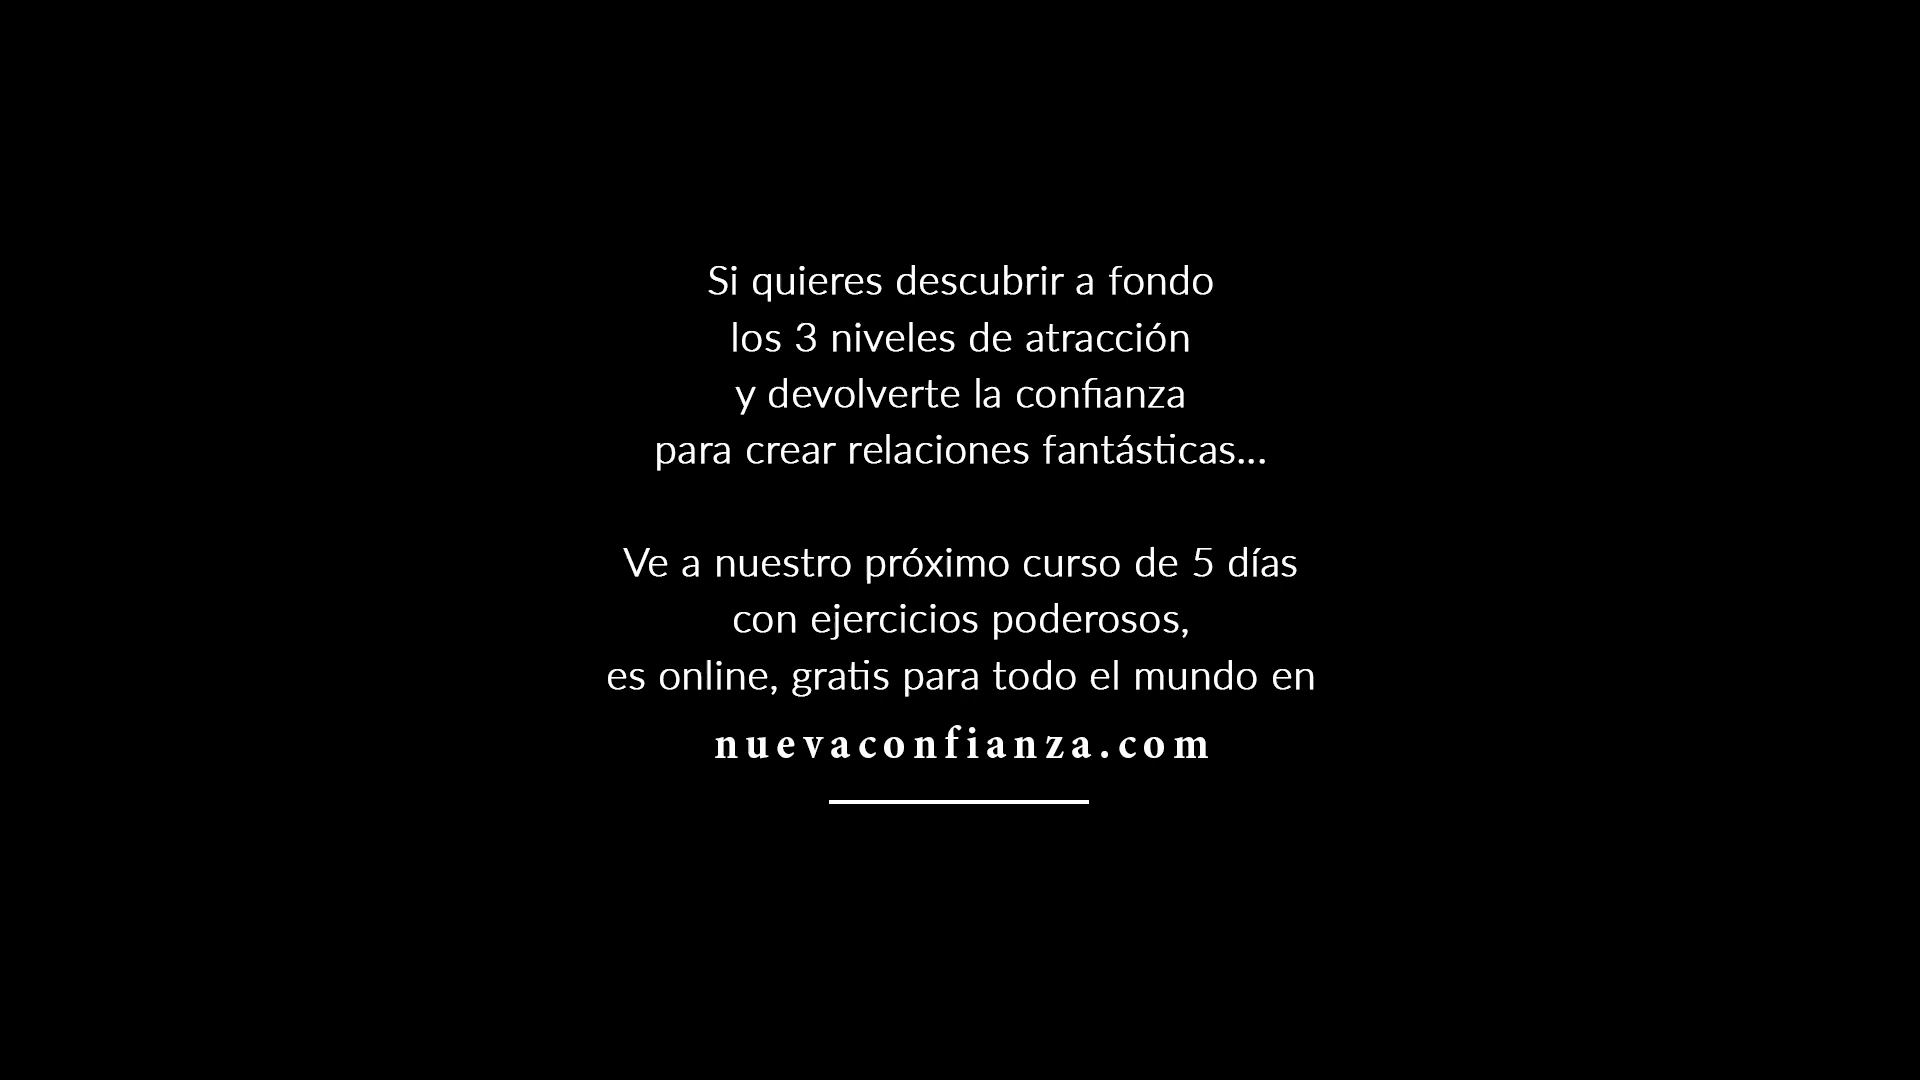 Si quieres descubrir a fondo
los 3 niveles de atracción
y devolverte la confianza
para crear relaciones fantásticas...
Ve a nuestro próximo curso de 5 días
con ejercicios poderosos,
es online, gratis para todo el mundo en
nuevaconfianza.com